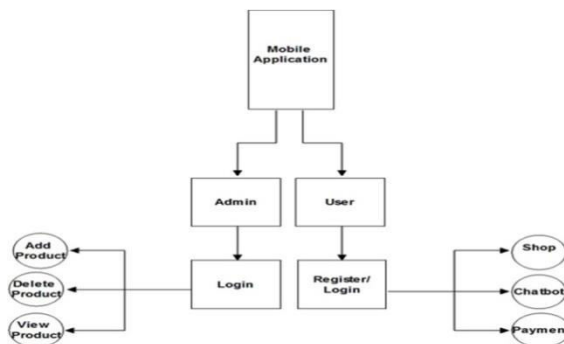 Mobile
Application
Admin
User
Add
Product
Login
Register/
Login
Shop
Delete
Product
Chatbot
View
Product
Paymen